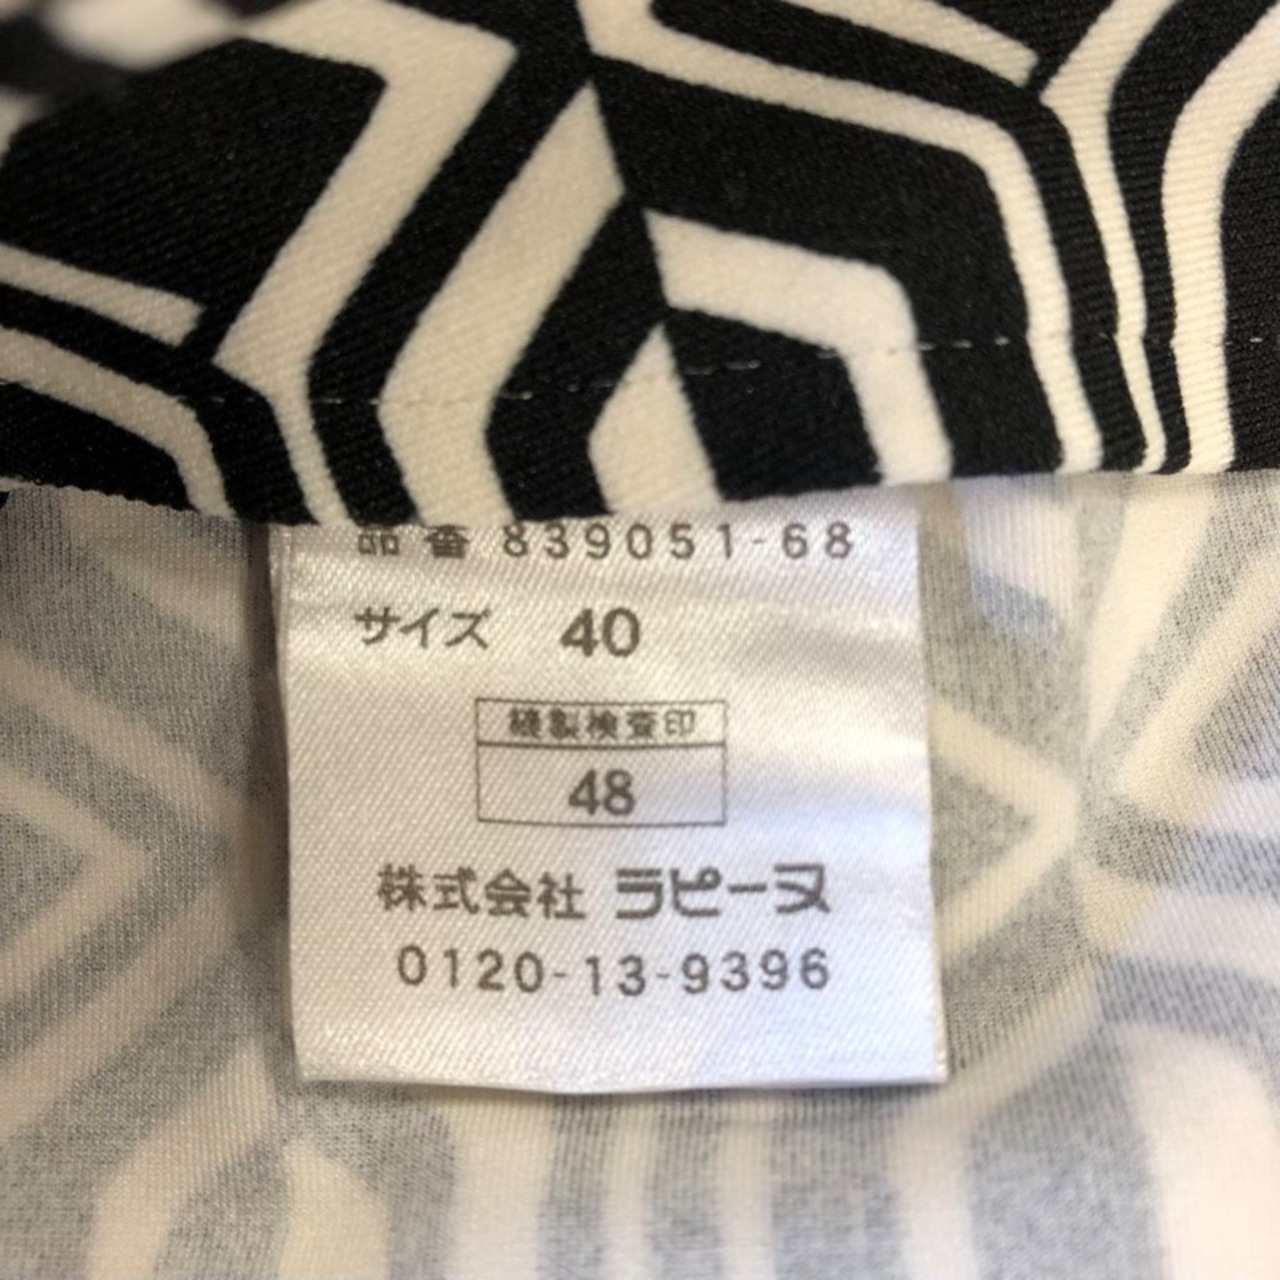 品番 839051-68
サイズ 40
縫製検査印
48
株式会社 ラピーヌ
0120-13-9396